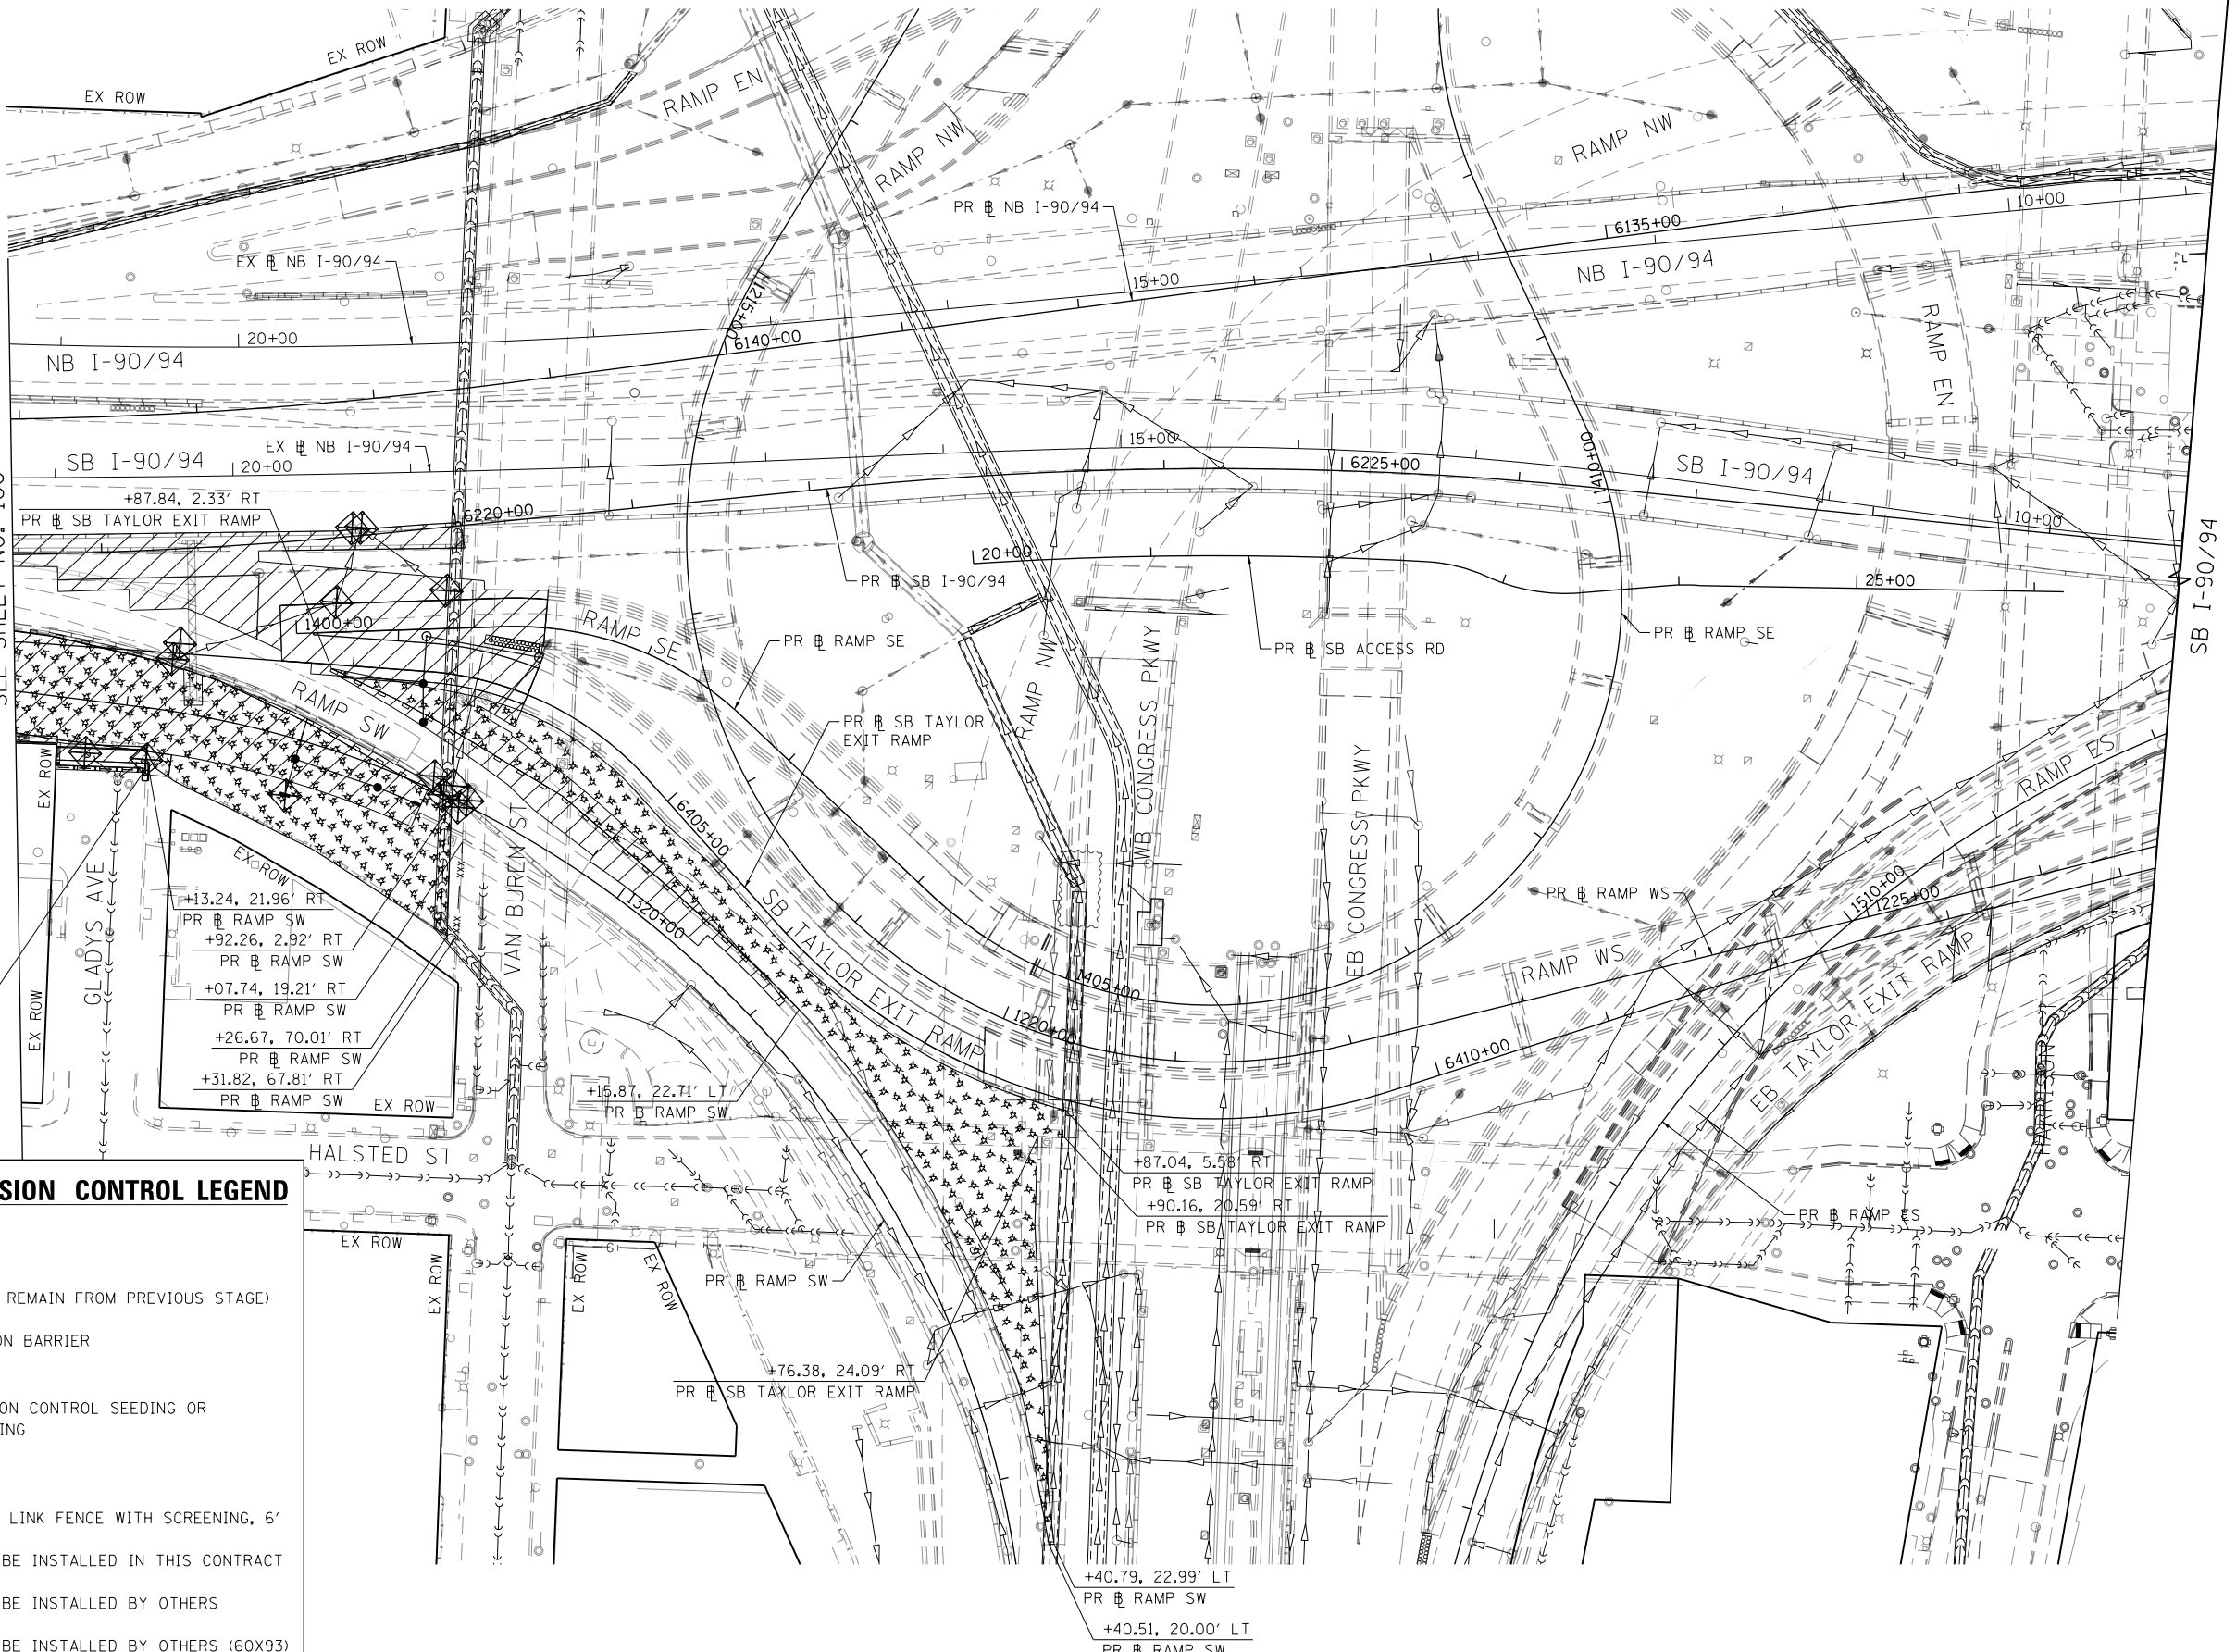 EX ROW
EX ROW
RAMP EN
RAMP NW
RAMP NW
PR ⅊ NB I-90/94
6135+00
10+00
EX ⅊ NB I-90/94
NB I-90/94
15+00
1215+00
20+00
6140+00
NB I-90/94
RAMP EN
EX ⅊ NB I-90/94
15+00
1410+00
SB I-90/94
20+00
6225+00
SB I-90/94
+87.84, 2.33' RT
PR ⅊ SB TAYLOR EXIT RAMP
6220+00
10+00
SB I-90/94
20+00
PR ⅊ SB I-90/94
25+00
1400+00
RAMP SE
PR ⅊ RAMP SE
PR ⅊ SB ACCESS RD
PR ⅊ RAMP SE
RAMP SW
RAMP NW
WB CONGRESS PKWY
PR ⅊ SB TAYLOR
EXIT RAMP
EB CONGRESS PKWY
RAMP ES
EX ROW
6405+00
VAN BUREN ST
GLADYS AVE
EX ROW
1320+00
SB TAYLOR EXIT RAMP
PR ⅊ RAMP WS
1510+00
1225+00
+13.24, 21.96' RT
PR ⅊ RAMP SW
+92.26, 2.92' RT
PR ⅊ RAMP SW
+07.74, 19.21' RT
PR ⅊ RAMP SW
+26.67, 70.01' RT
PR ⅊ RAMP SW
+31.82, 67.81' RT
PR ⅊ RAMP SW
EX ROW
EX ROW
XXX
XXX
1405+00
RAMP WS
1220+00
6410+00
EB TAYLOR EXIT RAMP
+15.87, 22.71' LT
PR ⅊ RAMP SW
HALSTED ST
+87.04, 5.58' RT
PR ⅊ SB TAYLOR EXIT RAMP
+90.16, 20.59' RT
PR ⅊ SB TAYLOR EXIT RAMP
PR ⅊ RAMP ES
EX ROW
EX ROW
EX ROW
EX ROW
PR ⅊ RAMP SW
+76.38, 24.09' RT
PR ⅊ SB TAYLOR EXIT RAMP
CONTROL LEGEND
REMAIN FROM PREVIOUS STAGE)
BARRIER
CONTROL SEEDING OR
LINK FENCE WITH SCREENING, 6'
BE INSTALLED IN THIS CONTRACT
BE INSTALLED BY OTHERS
BE INSTALLED BY OTHERS (60X93)
+40.79, 22.99' LT
PR ⅊ RAMP SW
+40.51, 20.00' LT
PR ⅊ RAMP SW